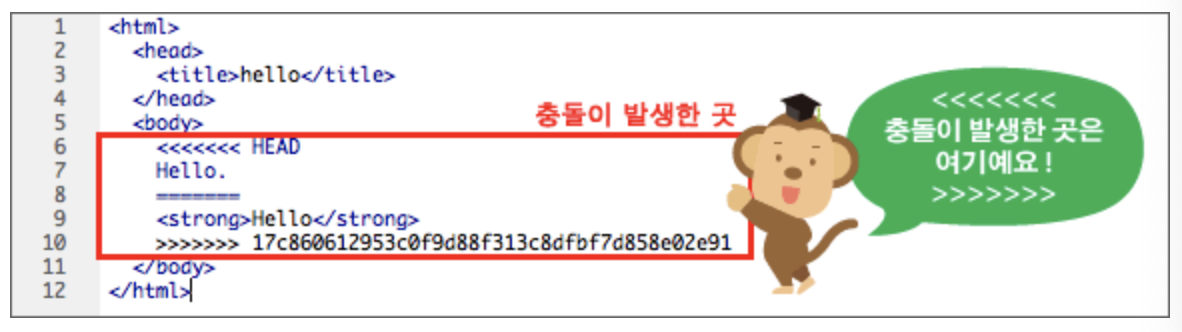 1 <html>
2 <head>
3 <title>hello</title>
4 </head>
5 <body>
충돌이 발생한 곳
6 <<<<<<< HEAD
7 Hello.
8 =======
9 <strong>Hello</strong>
10 >>>>>>> 17c860612953c0f9d88f313c8dfbf7d858e02e91
11 </body>
12 </html>
<<<<<<<
충돌이 발생한 곳은
여기예요 !
>>>>>>>